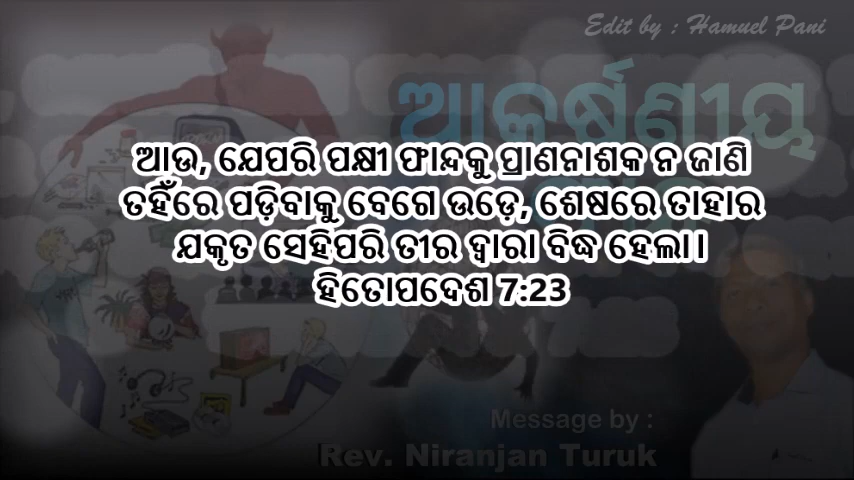 Edit by : Hamuel Pani
ଆକର୍ଷଣୀୟ
ଆଉ, ଯେପରି ପକ୍ଷୀ ଫାନ୍ଦକୁ ପ୍ରାଣନାଶକ ନ ଜାଣି
ତହିଁରେ ପଡ଼ିବାକୁ ବେଗେ ଉଡ଼େ, ଶେଷରେ ତାହାର
ଯକୃତ ସେହିପରି ତୀର ଦ୍ୱାରା ବିଦ୍ଧ ହେଲା।
ହିତୋପଦେଶ 7:23
Message by :
Rev. Niranjan Turuk